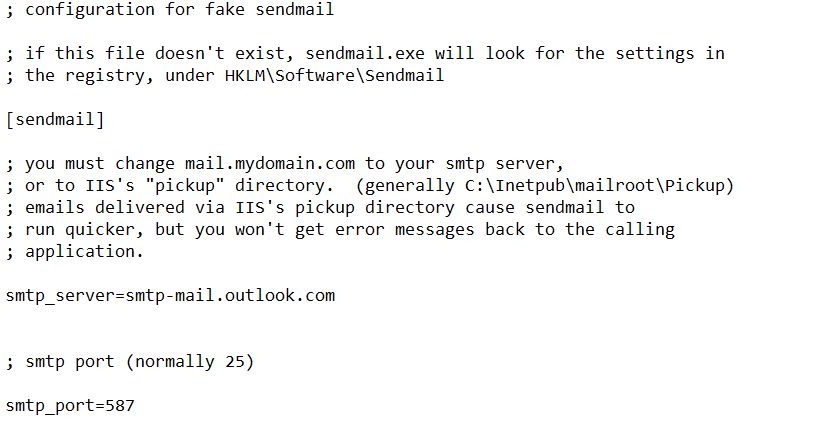 ; configuration for fake sendmail
; if this file doesn't exist, sendmail.exe will look for the settings in
; the registry, under HKLM\Software\Sendmail
[sendmail]
; you must change mail.mydomain.com to your smtp server,
; or to IIS's "pickup" directory.  (generally C:\Inetpub\mailroot\Pickup)
; emails delivered via IIS's pickup directory cause sendmail to
; run quicker, but you won't get error messages back to the calling
; application.
smtp_server=smtp-mail.outlook.com
; smtp port (normally 25)
smtp_port=587